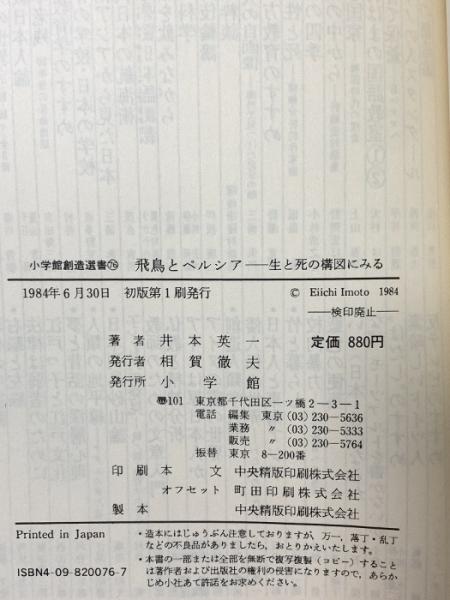 小学館創造選書76 飛鳥とペルシア――生と死の構図にみる
1984年6月30日 初版第1刷発行
© Eiichi Imoto 1984
――検印廃止――
著者 井本英一
定価 880円
発行者 相賀徹夫
発行所 小学館
〠101 東京都千代田区一ツ橋2-3-1
電話 編集 東京(03)230-5636
業務 〃 (03)230-5333
販売 〃 (03)230-5764
振替 東京 8-200番
印刷 本文 中央精版印刷株式会社
オフセット 町田印刷株式会社
製本 中央精版印刷株式会社
Printed in Japan
ISBN4-09-820076-7
・造本にはじゅうぶん注意しておりますが、万一、落丁・乱丁
などの不良品がありましたら、おとりかえいたします。
・本書の一部または全部を無断で複写複製(コピー)すること
は著作者および出版社の権利の侵害になりますので、あらか
じめ小社あて許諾をお求めください。